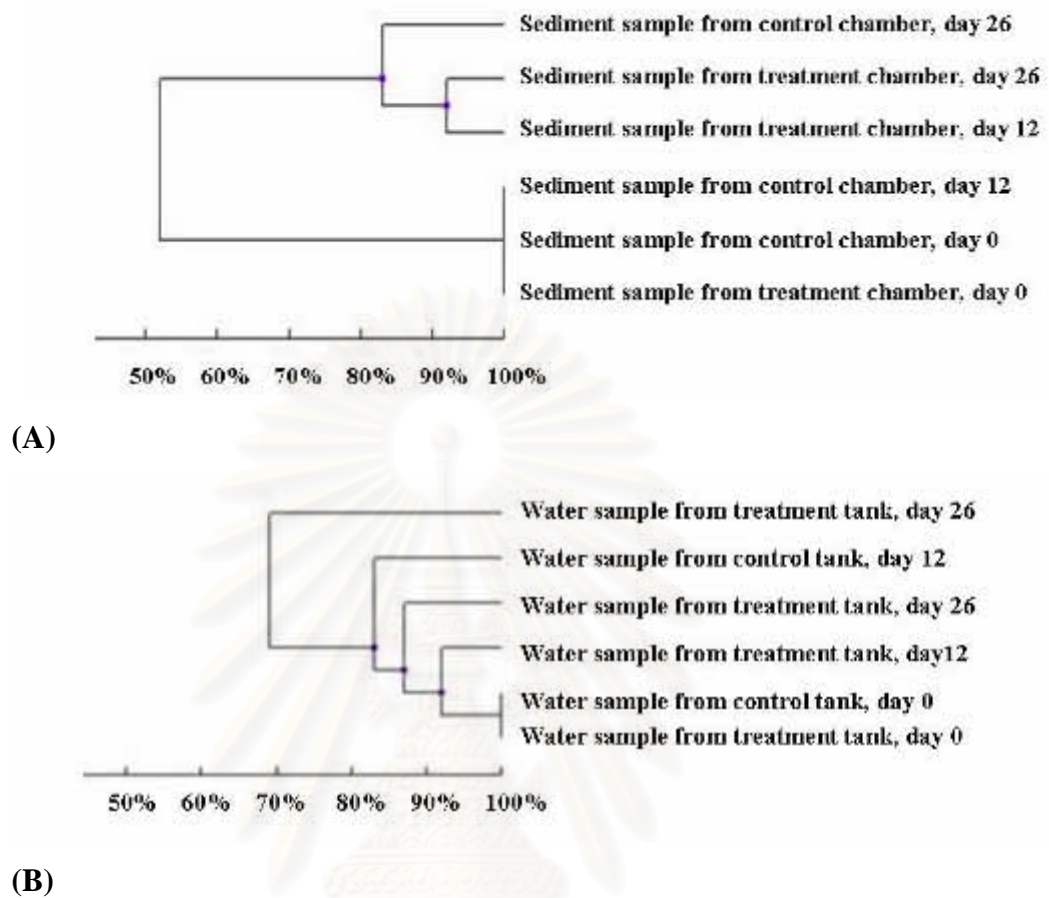 Sediment sample from control chamber, day 26
Sediment sample from treatment chamber, day 26
Sediment sample from treatment chamber, day 12
Sediment sample from control chamber, day 12
Sediment sample from control chamber, day 0
Sediment sample from treatment chamber, day 0
50% 60% 70% 80% 90% 100%
(A)
Water sample from treatment tank, day 26
Water sample from control tank, day 12
Water sample from treatment tank, day 26
Water sample from treatment tank, day12
Water sample from control tank, day 0
Water sample from treatment tank, day 0
50% 60% 70% 80% 90% 100%
(B)